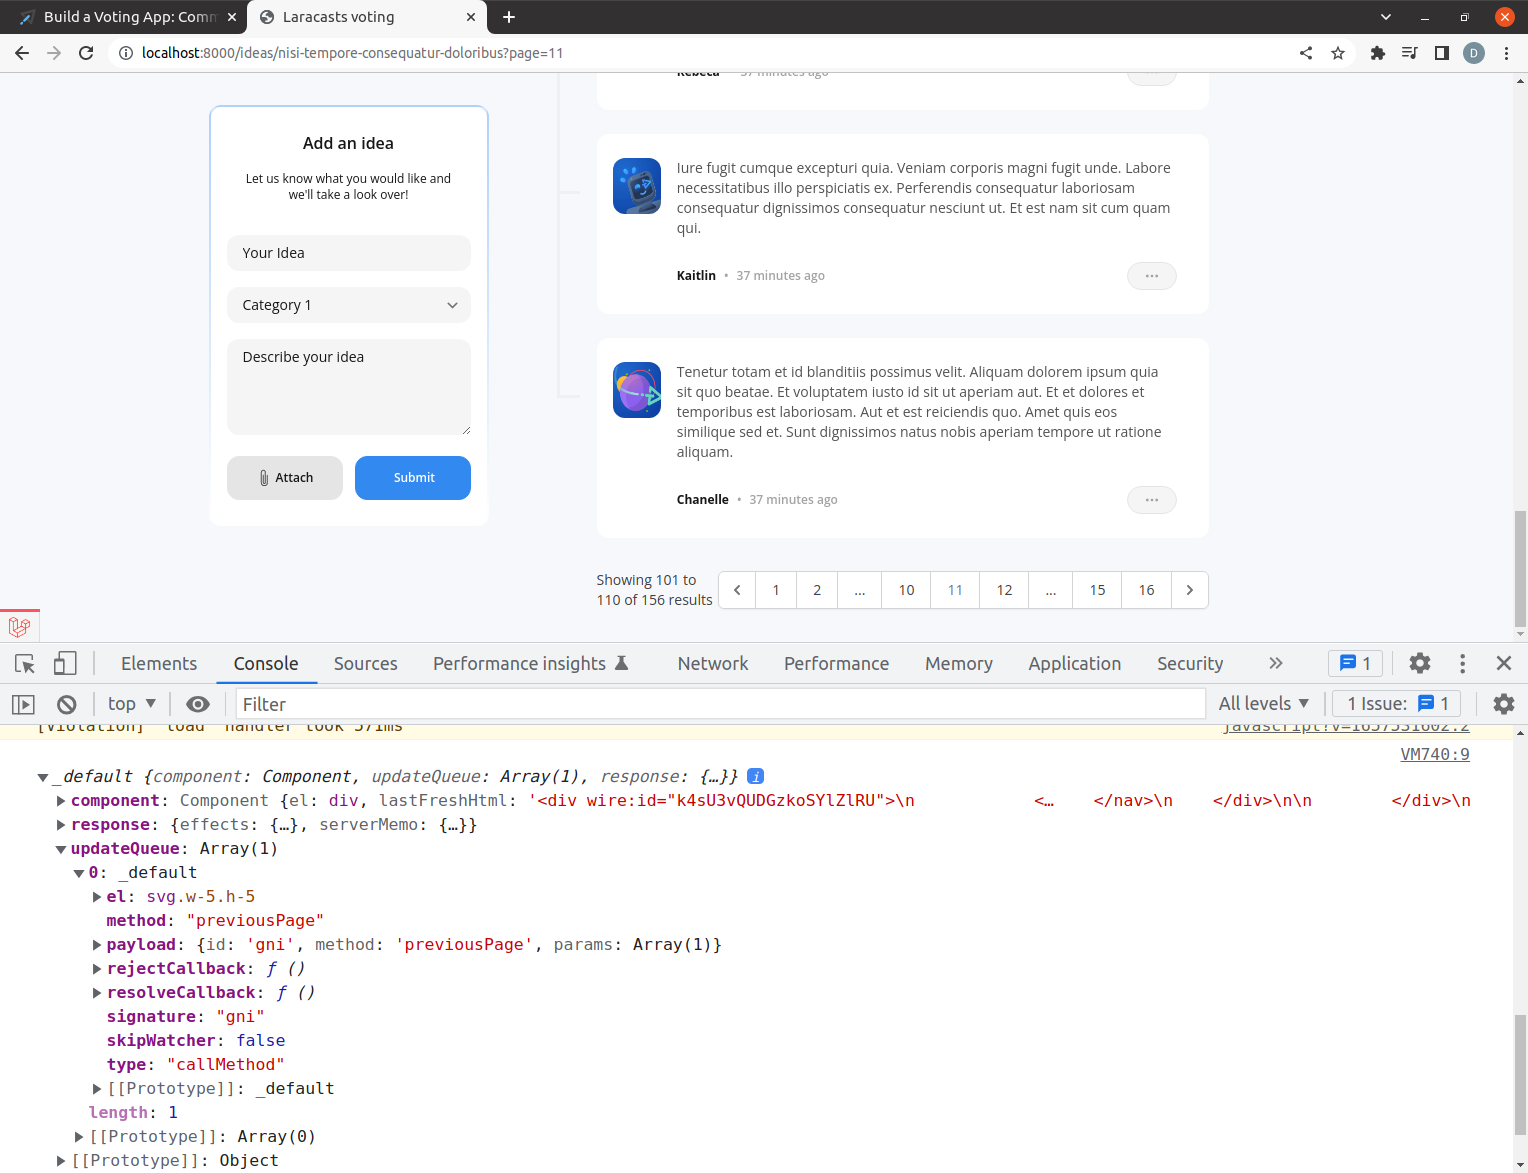 Build a Voting App: Comm
Laracasts voting
localhost:8000/ideas/nisi-tempore-consequatur-doloribus?page=11
D
Rebeca • 37 minutes ago
Add an idea
Let us know what you would like and
we'll take a look over!
Your Idea
Category 1
Describe your idea
Attach
Submit
Iure fugit cumque excepturi quia. Veniam corporis magni fugit unde. Labore
necessitatibus illo perspiciatis ex. Perferendis consequatur laboriosam
consequatur dignissimos consequatur nesciunt ut. Et est nam sit cum quam
qui.
Kaitlin • 37 minutes ago
Tenetur totam et id blanditiis possimus velit. Aliquam dolorem ipsum quia
sit quo beatae. Et voluptatem iusto id sit ut aperiam aut. Et et dolores et
temporibus est laboriosam. Aut et est reiciendis quo. Amet quis eos
similique sed et. Sunt dignissimos natus nobis aperiam tempore ut ratione
aliquam.
Chanelle • 37 minutes ago
Showing 101 to
110 of 156 results
1 2 ... 10 11 12 ... 15 16
Elements Console Sources Performance insights Network Performance Memory Application Security » 1
top Filter All levels 1 Issue: 1
[Violation] 'load' handler took 571ms javascript?v=1657531602:2
VM740:9
_default {component: Component, updateQueue: Array(1), response: {…}} i
component: Component {el: div, lastFreshHtml: '<div wire:id="k4sU3vQUDGzkoSYlZlRU">\n <… </nav>\n </div>\n\n </div>\n
response: {effects: {…}, serverMemo: {…}}
updateQueue: Array(1)
0: _default
el: svg.w-5.h-5
method: "previousPage"
payload: {id: 'gni', method: 'previousPage', params: Array(1)}
rejectCallback: ƒ ()
resolveCallback: ƒ ()
signature: "gni"
skipWatcher: false
type: "callMethod"
[[Prototype]]: _default
length: 1
[[Prototype]]: Array(0)
[[Prototype]]: Object